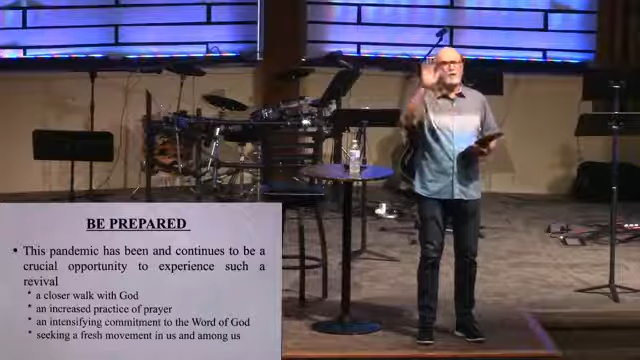 BE PREPARED
• This pandemic has been and continues to be a
crucial opportunity to experience such a
revival
• a closer walk with God
• an increased practice of prayer
• an intensifying commitment to the Word of God
• seeking a fresh movement in us and among us